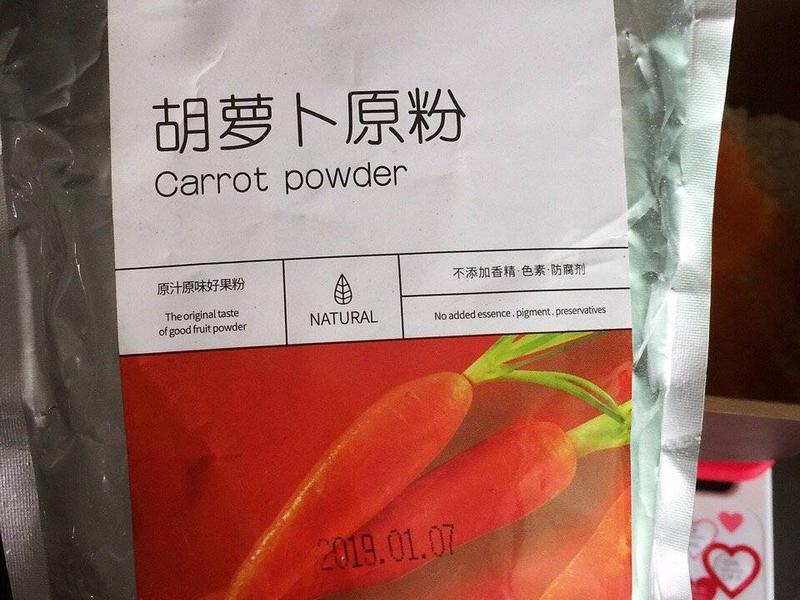 胡萝卜原粉
Carrot powder
原汁原味好果粉
The original taste
of good fruit powder
NATURAL
不添加香精·色素·防腐剂
No added essence . pigment . preservatives
2019.01.07